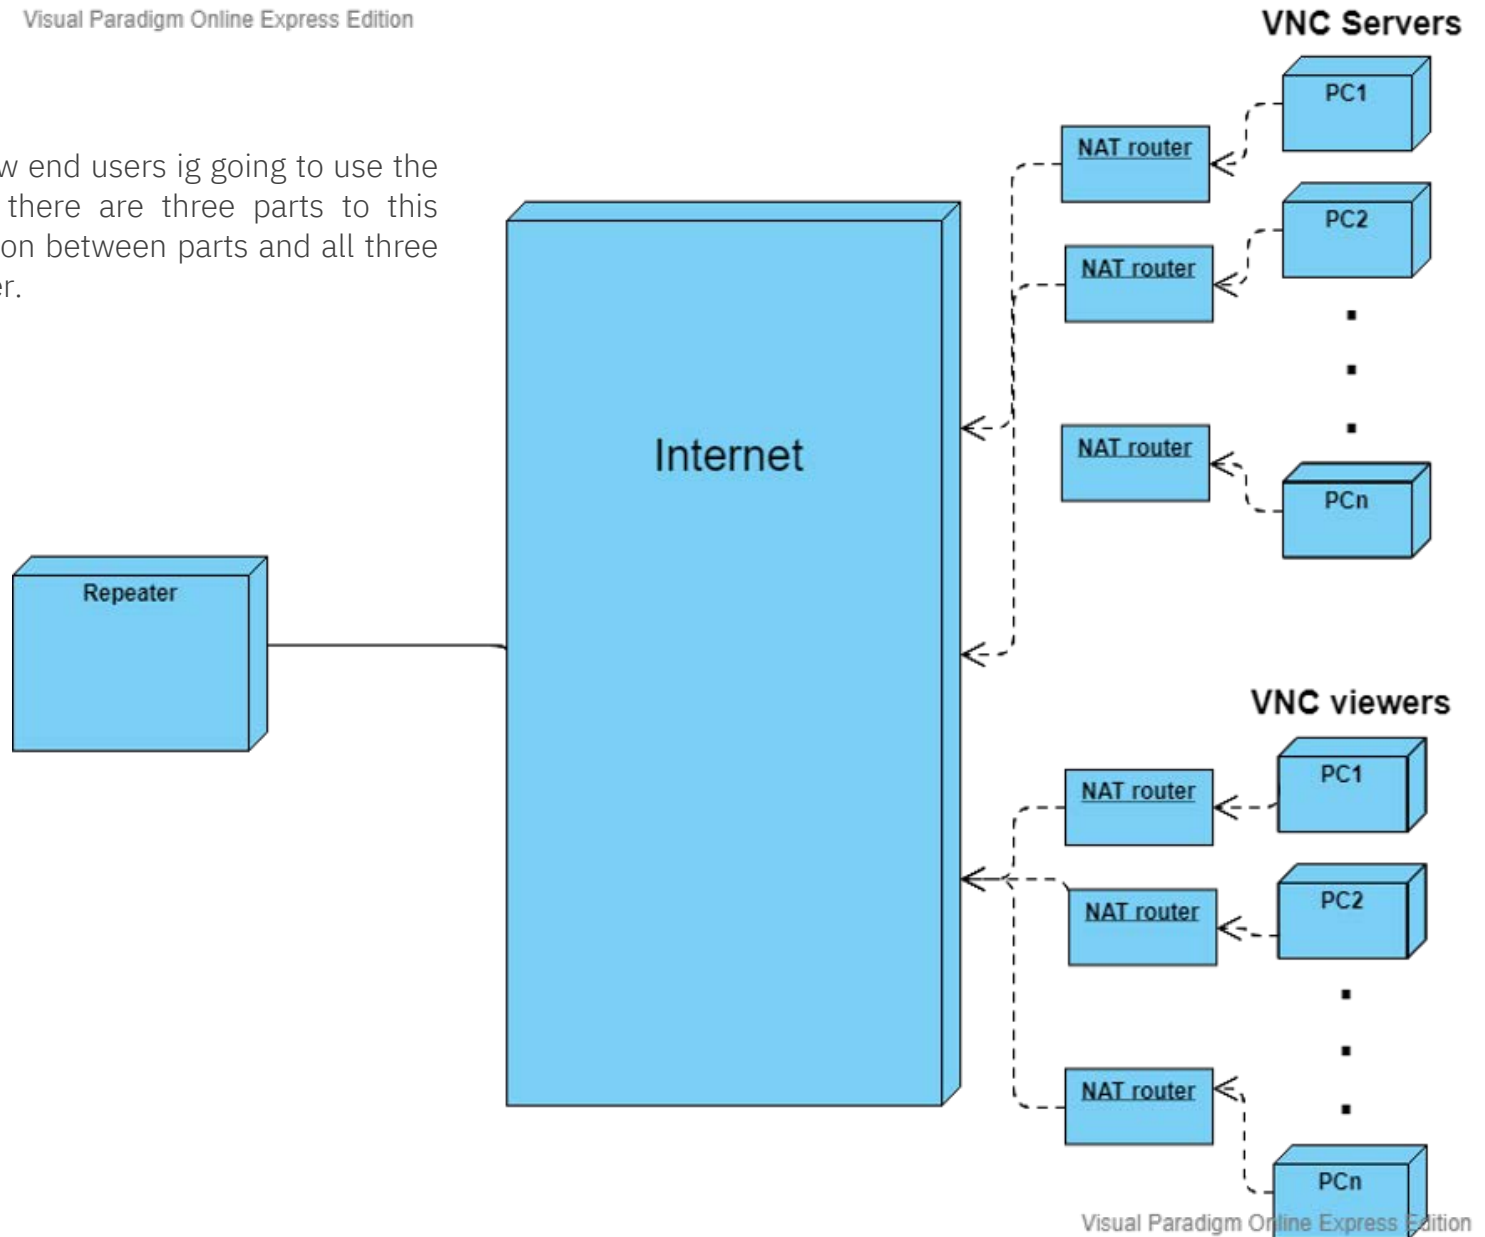 Visual Paradigm Online Express Edition
VNC Servers
PC1
NAT router
w end users ig going to use the
there are three parts to this
on between parts and all three
er.
PC2
NAT router
Internet
NAT router
PCn
Repeater
VNC viewers
PC1
NAT router
PC2
NAT router
NAT router
PCn
Visual Paradigm Online Express Edition